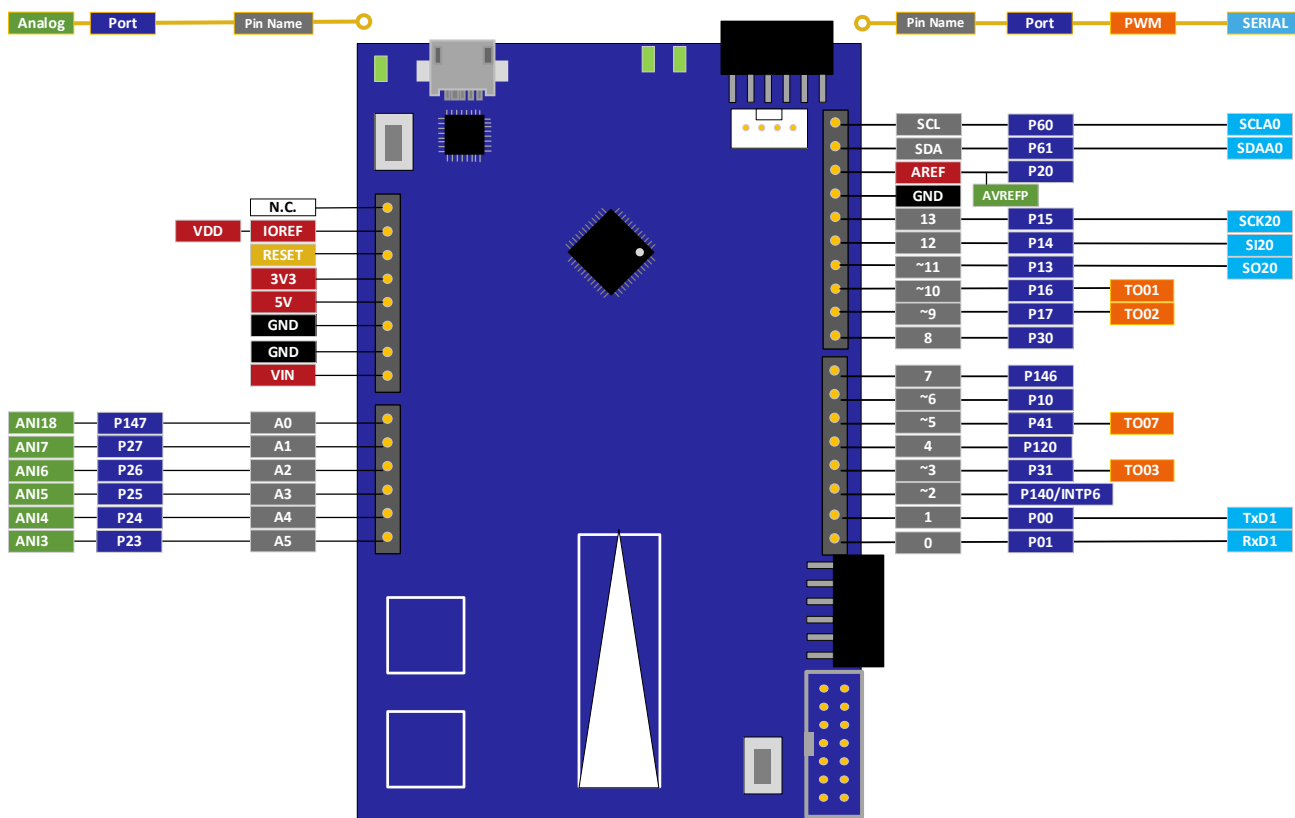 Analog Port Pin Name Pin Name Port PWM SERIAL
SCL P60 SCLA0
SDA P61 SDAA0
AREF P20
GND AVREFP
13 P15 SCK20
12 P14 SI20
~11 P13 SO20
~10 P16 TO01
~9 P17 TO02
8 P30
N.C.
VDD IOREF
RESET
3V3
5V
GND
GND
VIN
7 P146
~6 P10
~5 P41 TO07
4 P120
~3 P31 TO03
~2 P140/INTP6
1 P00 TxD1
0 P01 RxD1
ANI18 P147 A0
ANI7 P27 A1
ANI6 P26 A2
ANI5 P25 A3
ANI4 P24 A4
ANI3 P23 A5